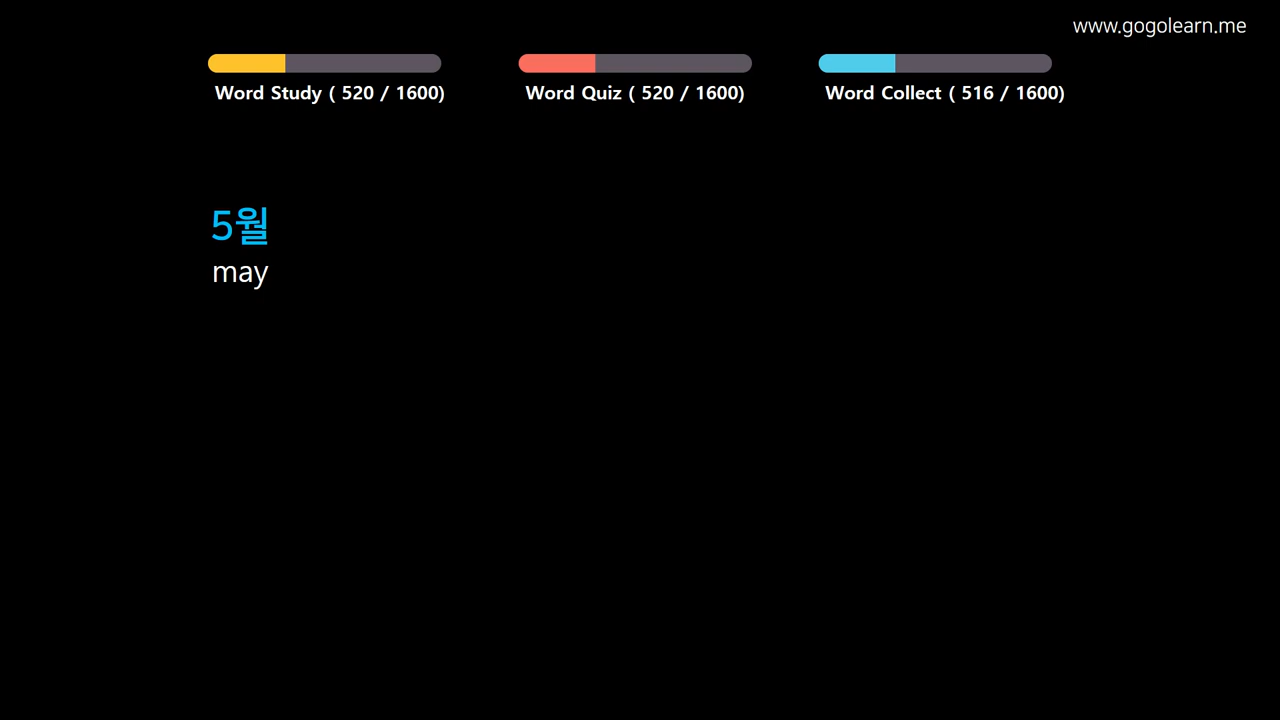 www.gogolearn.me
Word Study ( 520 / 1600)
Word Quiz ( 520 / 1600)
Word Collect ( 516 / 1600)
5월
may